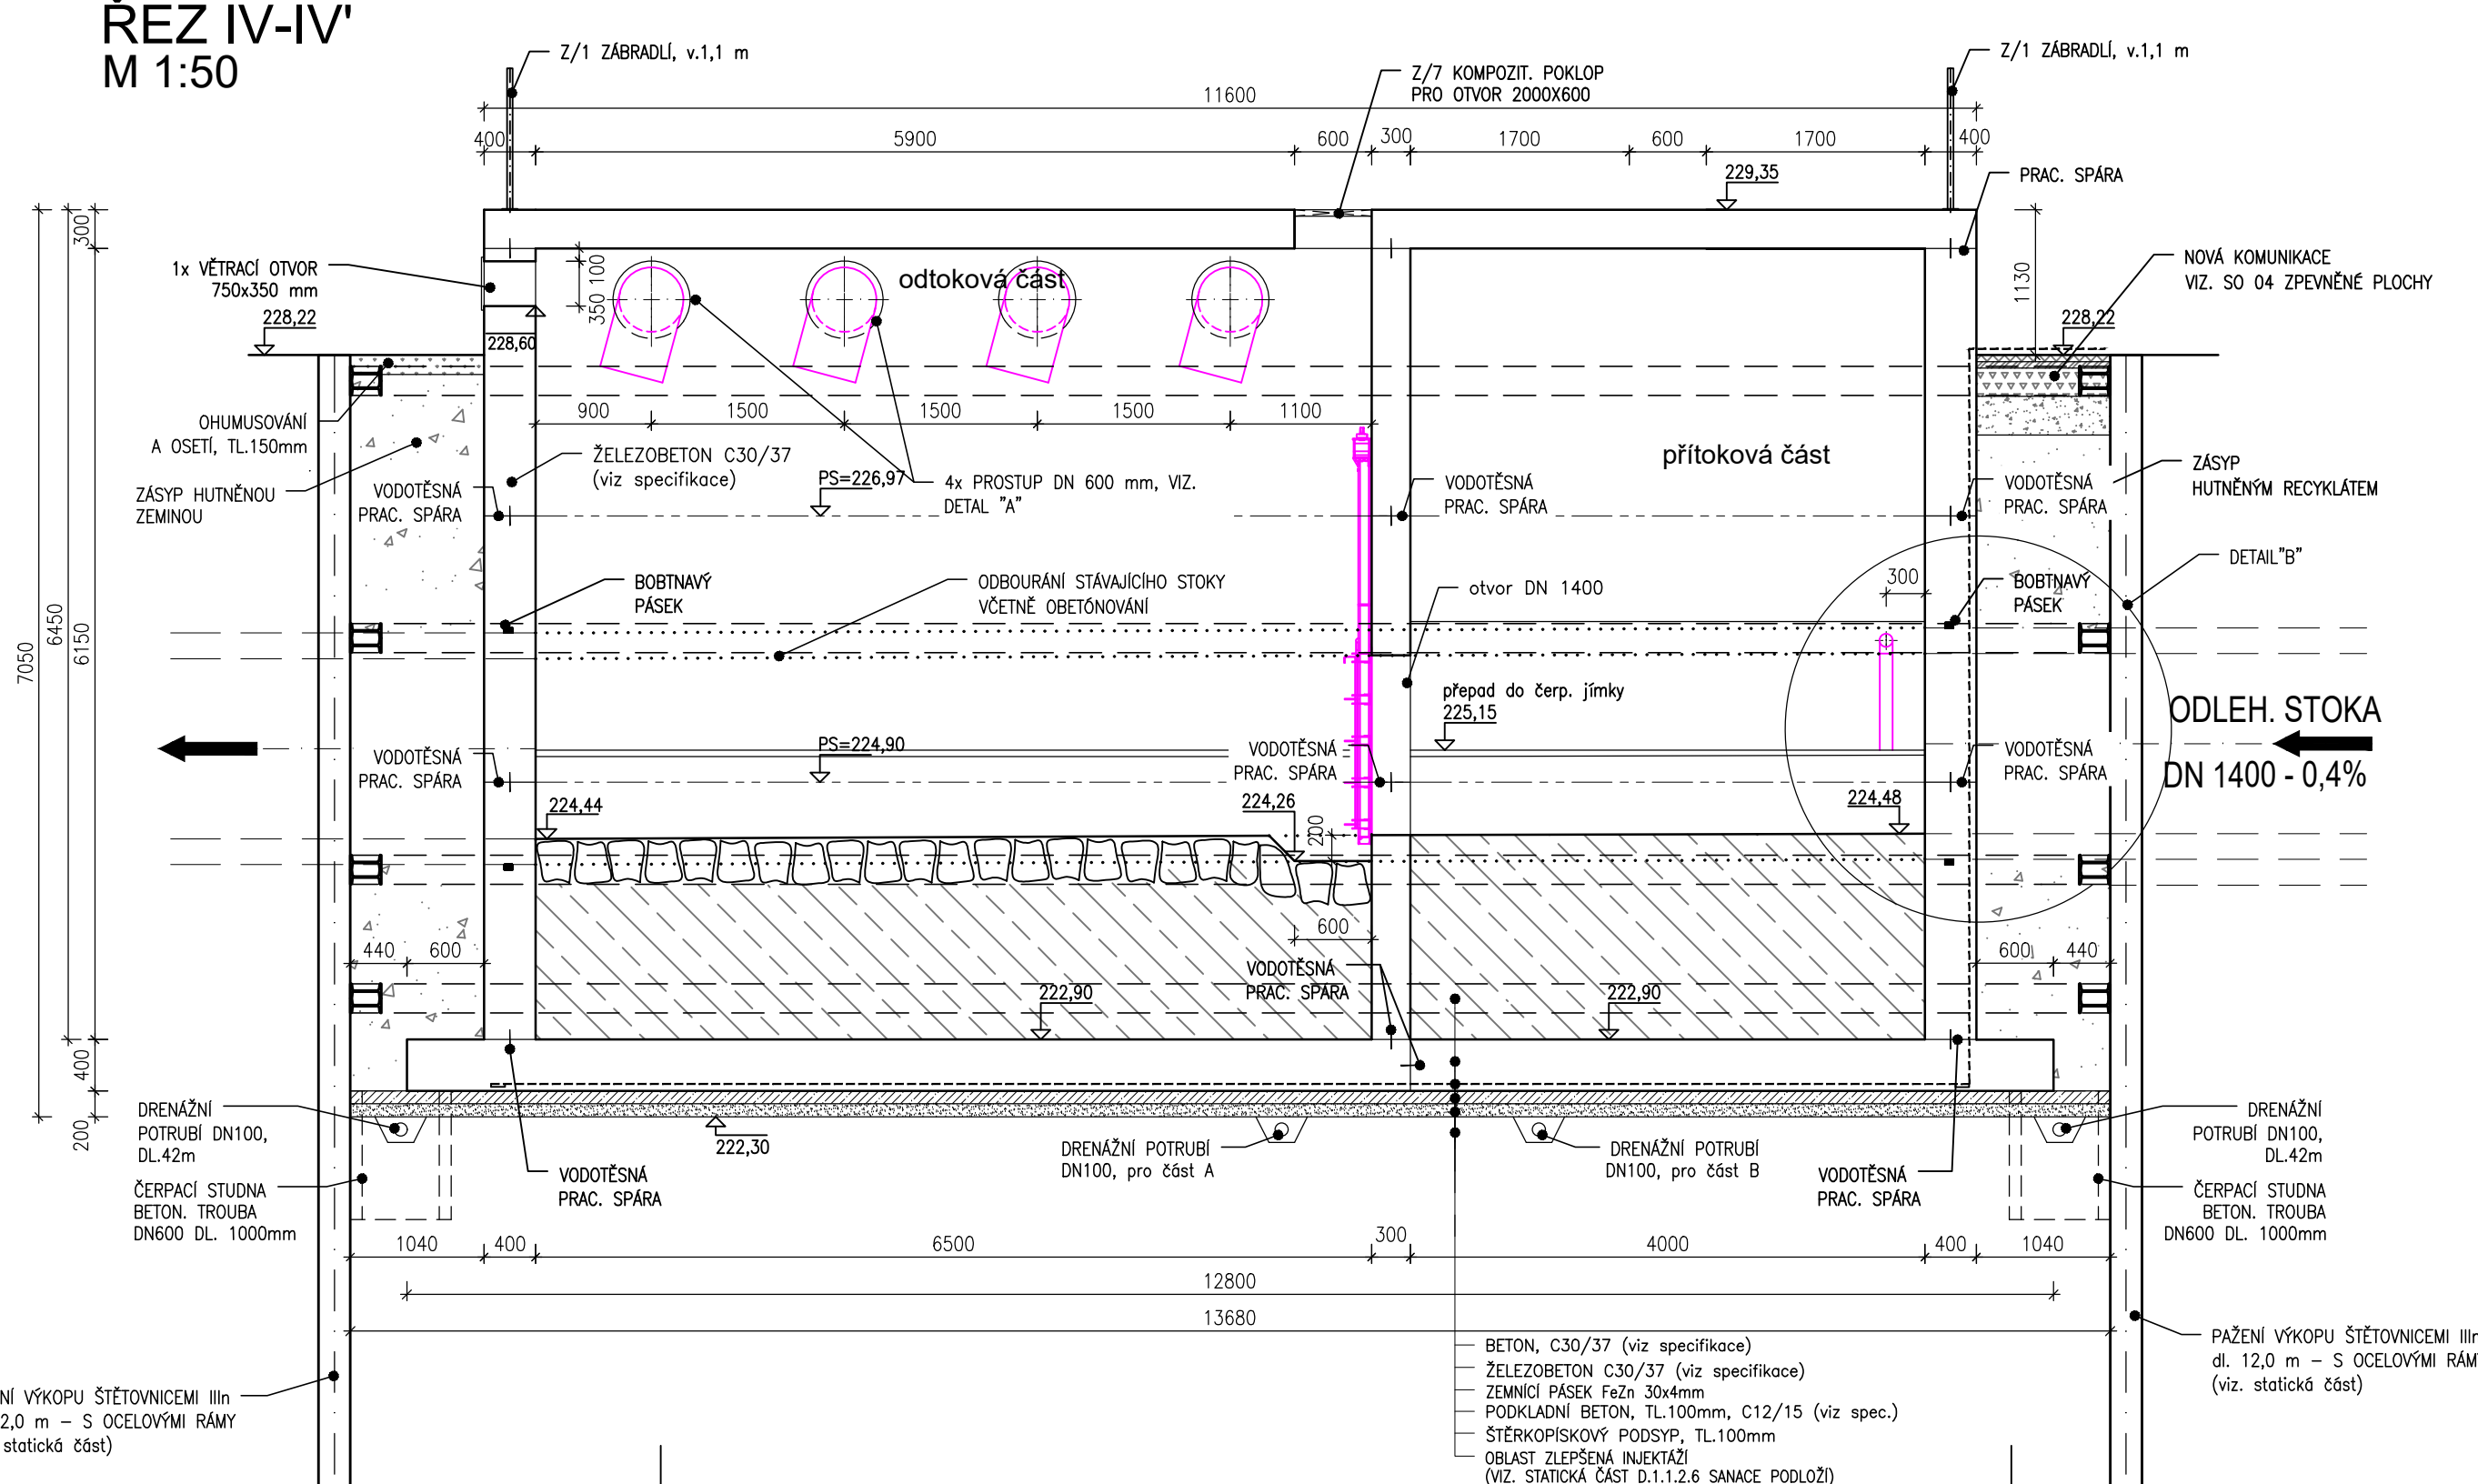 ŘEZ IV-IV'
M 1:50
Z/1 ZÁBRADLÍ, v.1,1 m
Z/7 KOMPOZIT. POKLOP
PRO OTVOR 2000X600
Z/1 ZÁBRADLÍ, v.1,1 m
11600
400
5900
600
300
1700
600
1700
400
229,35
PRAC. SPÁRA
300
1x VĚTRACÍ OTVOR
750x350 mm
228,22
100
350
228,60
odtoková část
1130
NOVÁ KOMUNIKACE
VIZ. SO 04 ZPEVNĚNÉ PLOCHY
228,22
OHUMUSOVÁNÍ
A OSETÍ, TL.150mm
900
1500
1500
1500
1100
přítoková část
ŽELEZOBETON C30/37
(viz specifikace)
PS=226,97
4x PROSTUP DN 600 mm, VIZ.
DETAL "A"
ZÁSYP HUTNĚNOU
ZEMINOU
VODOTĚSNÁ
PRAC. SPÁRA
VODOTĚSNÁ
PRAC. SPÁRA
VODOTĚSNÁ
PRAC. SPÁRA
ZÁSYP
HUTNĚNÝM RECYKLÁTEM
7050
6450
6150
BOBTNAVÝ
PÁSEK
ODBOURÁNÍ STÁVAJÍCÍHO STOKY
VČETNĚ OBETÓNOVÁNÍ
otvor DN 1400
300
BOBTNAVÝ
PÁSEK
DETAIL"B"
přepad do čerp. jímky
225,15
ODLEH. STOKA
DN 1400 - 0,4%
VODOTĚSNÁ
PRAC. SPÁRA
PS=224,90
VODOTĚSNÁ
PRAC. SPÁRA
VODOTĚSNÁ
PRAC. SPÁRA
224,44
224,26
200
224,48
440
600
600
600
440
VODOTĚSNÁ
PRAC. SPÁRA
222,90
222,90
400
200
DRENÁŽNÍ
POTRUBÍ DN100,
DL.42m
222,30
DRENÁŽNÍ POTRUBÍ
DN100, pro část A
DRENÁŽNÍ POTRUBÍ
DN100, pro část B
DRENÁŽNÍ
POTRUBÍ DN100,
DL.42m
VODOTĚSNÁ
PRAC. SPÁRA
VODOTĚSNÁ
PRAC. SPÁRA
ČERPACÍ STUDNA
BETON. TROUBA
DN600 DL. 1000mm
ČERPACÍ STUDNA
BETON. TROUBA
DN600 DL. 1000mm
1040
400
6500
300
4000
400
1040
12800
13680
BETON, C30/37 (viz specifikace)
ŽELEZOBETON C30/37 (viz specifikace)
ZEMNÍCÍ PÁSEK FeZn 30x4mm
PODKLADNÍ BETON, TL.100mm, C12/15 (viz spec.)
ŠTĚRKOPÍSKOVÝ PODSYP, TL.100mm
OBLAST ZLEPŠENÁ INJEKTÁŽÍ
(VIZ. STATICKÁ ČÁST D.1.1.2.6 SANACE PODLOŽÍ)
NÍ VÝKOPU ŠTĚTOVNICEMI IIIn
2,0 m – S OCELOVÝMI RÁMY
statická část)
PAŽENÍ VÝKOPU ŠTĚTOVNICEMI IIIn
dl. 12,0 m – S OCELOVÝMI RÁM
(viz. statická část)